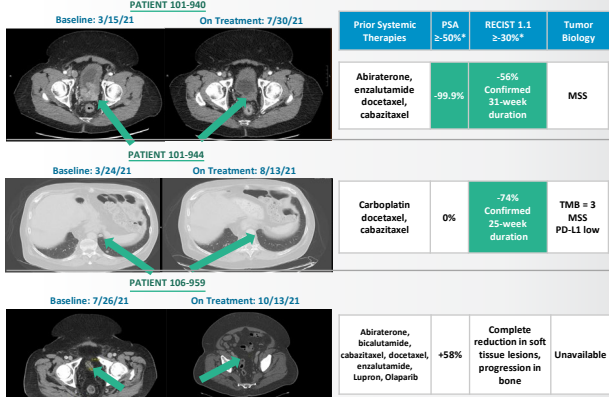 PATIENT 101-940
Baseline: 3/15/21 On Treatment: 7/30/21
Prior Systemic
Therapies
PSA
≥-50%*
RECIST 1.1
≥-30%*
Tumor
Biology
Abiraterone,
enzalutamide
docetaxel,
cabazitaxel
-99.9%
-56%
Confirmed
31-week
duration
MSS
PATIENT 101-944
Baseline: 3/24/21 On Treatment: 8/13/21
Carboplatin
docetaxel,
cabazitaxel
0%
-74%
Confirmed
25-week
duration
TMB = 3
MSS
PD-L1 low
PATIENT 106-959
Baseline: 7/26/21 On Treatment: 10/13/21
Abiraterone,
bicalutamide,
cabazitaxel, docetaxel,
enzalutamide,
Lupron, Olaparib
+58%
Complete
reduction in soft
tissue lesions,
progression in
bone
Unavailable